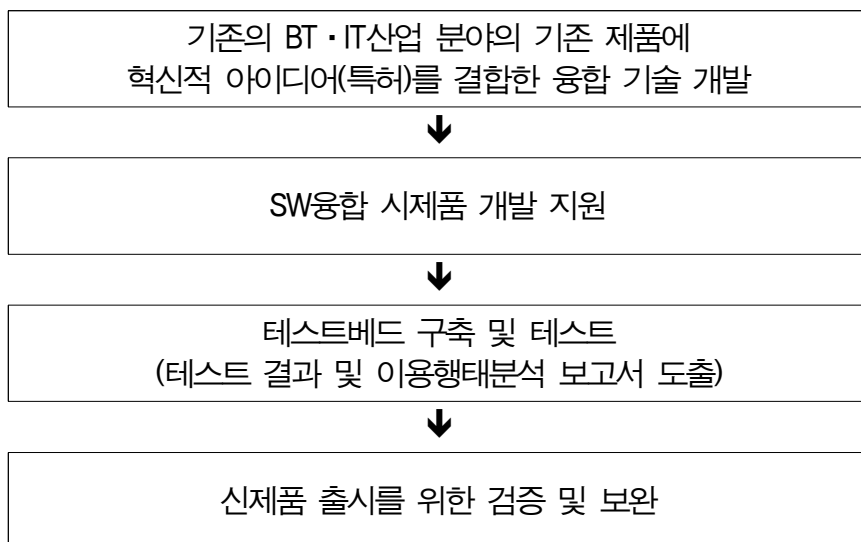 기존의 BT·IT산업 분야의 기존 제품에
혁신적 아이디어(특허)를 결합한 융합 기술 개발
SW융합 시제품 개발 지원
테스트베드 구축 및 테스트
(테스트 결과 및 이용행태분석 보고서 도출)
신제품 출시를 위한 검증 및 보완